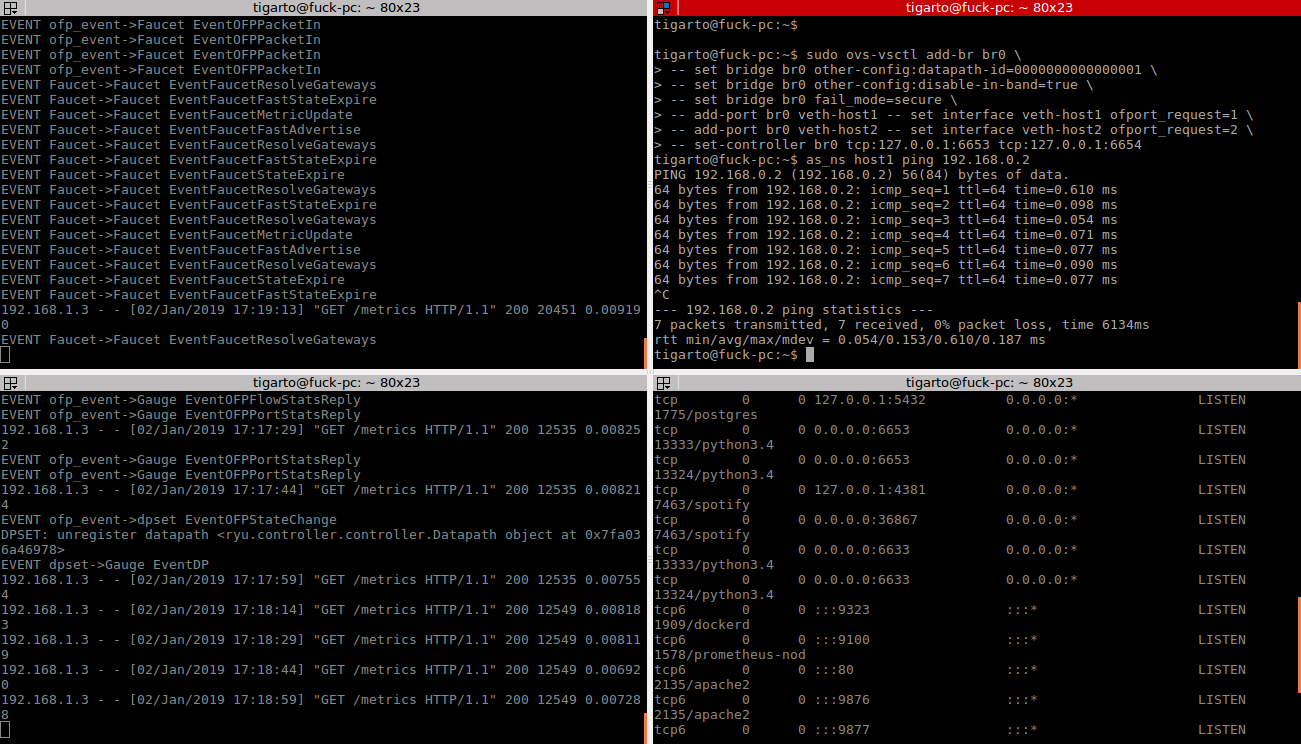 tigarto@fuck-pc: ~ 80x23
EVENT ofp_event->Faucet EventOFPPacketIn
EVENT ofp_event->Faucet EventOFPPacketIn
EVENT ofp_event->Faucet EventOFPPacketIn
EVENT ofp_event->Faucet EventOFPPacketIn
EVENT Faucet->Faucet EventFaucetResolveGateways
EVENT Faucet->Faucet EventFaucetFastStateExpire
EVENT Faucet->Faucet EventFaucetMetricUpdate
EVENT Faucet->Faucet EventFaucetFastAdvertise
EVENT Faucet->Faucet EventFaucetResolveGateways
EVENT Faucet->Faucet EventFaucetFastStateExpire
EVENT Faucet->Faucet EventFaucetStateExpire
EVENT Faucet->Faucet EventFaucetResolveGateways
EVENT Faucet->Faucet EventFaucetFastStateExpire
EVENT Faucet->Faucet EventFaucetResolveGateways
EVENT Faucet->Faucet EventFaucetMetricUpdate
EVENT Faucet->Faucet EventFaucetFastAdvertise
EVENT Faucet->Faucet EventFaucetResolveGateways
EVENT Faucet->Faucet EventFaucetStateExpire
EVENT Faucet->Faucet EventFaucetFastStateExpire
192.168.1.3 - - [02/Jan/2019 17:19:13] "GET /metrics HTTP/1.1" 200 20451 0.00919
0
EVENT Faucet->Faucet EventFaucetResolveGateways
tigarto@fuck-pc: ~ 80x23
tigarto@fuck-pc:~$
tigarto@fuck-pc:~$ sudo ovs-vsctl add-br br0 \
> -- set bridge br0 other-config:datapath-id=0000000000000001 \
> -- set bridge br0 other-config:disable-in-band=true \
> -- set bridge br0 fail_mode=secure \
> -- add-port br0 veth-host1 -- set interface veth-host1 ofport_request=1 \
> -- add-port br0 veth-host2 -- set interface veth-host2 ofport_request=2 \
> -- set-controller br0 tcp:127.0.0.1:6653 tcp:127.0.0.1:6654
tigarto@fuck-pc:~$ as_ns host1 ping 192.168.0.2
PING 192.168.0.2 (192.168.0.2) 56(84) bytes of data.
64 bytes from 192.168.0.2: icmp_seq=1 ttl=64 time=0.610 ms
64 bytes from 192.168.0.2: icmp_seq=2 ttl=64 time=0.098 ms
64 bytes from 192.168.0.2: icmp_seq=3 ttl=64 time=0.054 ms
64 bytes from 192.168.0.2: icmp_seq=4 ttl=64 time=0.071 ms
64 bytes from 192.168.0.2: icmp_seq=5 ttl=64 time=0.077 ms
64 bytes from 192.168.0.2: icmp_seq=6 ttl=64 time=0.090 ms
64 bytes from 192.168.0.2: icmp_seq=7 ttl=64 time=0.077 ms
^C
--- 192.168.0.2 ping statistics ---
7 packets transmitted, 7 received, 0% packet loss, time 6134ms
rtt min/avg/max/mdev = 0.054/0.153/0.610/0.187 ms
tigarto@fuck-pc:~$
tigarto@fuck-pc: ~ 80x23
EVENT ofp_event->Gauge EventOFPFlowStatsReply
EVENT ofp_event->Gauge EventOFPPortStatsReply
192.168.1.3 - - [02/Jan/2019 17:17:29] "GET /metrics HTTP/1.1" 200 12535 0.00825
2
EVENT ofp_event->Gauge EventOFPPortStatsReply
EVENT ofp_event->Gauge EventOFPPortStatsReply
192.168.1.3 - - [02/Jan/2019 17:17:44] "GET /metrics HTTP/1.1" 200 12535 0.00821
4
EVENT ofp_event->dpset EventOFPStateChange
DPSET: unregister datapath <ryu.controller.controller.Datapath object at 0x7fa03
6a46978>
EVENT dpset->Gauge EventDP
192.168.1.3 - - [02/Jan/2019 17:17:59] "GET /metrics HTTP/1.1" 200 12535 0.00755
4
192.168.1.3 - - [02/Jan/2019 17:18:14] "GET /metrics HTTP/1.1" 200 12549 0.00818
3
192.168.1.3 - - [02/Jan/2019 17:18:29] "GET /metrics HTTP/1.1" 200 12549 0.00811
9
192.168.1.3 - - [02/Jan/2019 17:18:44] "GET /metrics HTTP/1.1" 200 12549 0.00692
0
192.168.1.3 - - [02/Jan/2019 17:18:59] "GET /metrics HTTP/1.1" 200 12549 0.00728
8
tigarto@fuck-pc: ~ 80x23
tcp 0 0 127.0.0.1:5432 0.0.0.0:* LISTEN
1775/postgres
tcp 0 0 0.0.0.0:6653 0.0.0.0:* LISTEN
13333/python3.4
tcp 0 0 0.0.0.0:6653 0.0.0.0:* LISTEN
13324/python3.4
tcp 0 0 127.0.0.1:4381 0.0.0.0:* LISTEN
7463/spotify
tcp 0 0 0.0.0.0:36867 0.0.0.0:* LISTEN
7463/spotify
tcp 0 0 0.0.0.0:6633 0.0.0.0:* LISTEN
13333/python3.4
tcp 0 0 0.0.0.0:6633 0.0.0.0:* LISTEN
13324/python3.4
tcp6 0 0 :::9323 :::* LISTEN
1909/dockerd
tcp6 0 0 :::9100 :::* LISTEN
1578/prometheus-nod
tcp6 0 0 :::80 :::* LISTEN
2135/apache2
tcp6 0 0 :::9876 :::* LISTEN
2135/apache2
tcp6 0 0 :::9877 :::* LISTEN